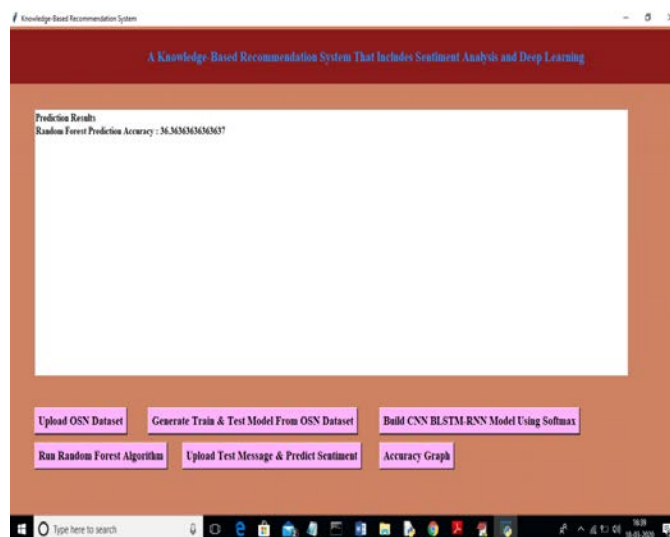 Knowledge-Based Recommendation System
A Knowledge-Based Recommendation System That Includes Sentiment Analysis and Deep Learning
Prediction Results
Random Forest Prediction Accuracy : 36.36363636363637
Upload OSN Dataset
Generate Train & Test Model From OSN Dataset
Build CNN BLSTM-RNN Model Using Softmax
Run Random Forest Algorithm
Upload Test Message & Predict Sentiment
Accuracy Graph
Type here to search